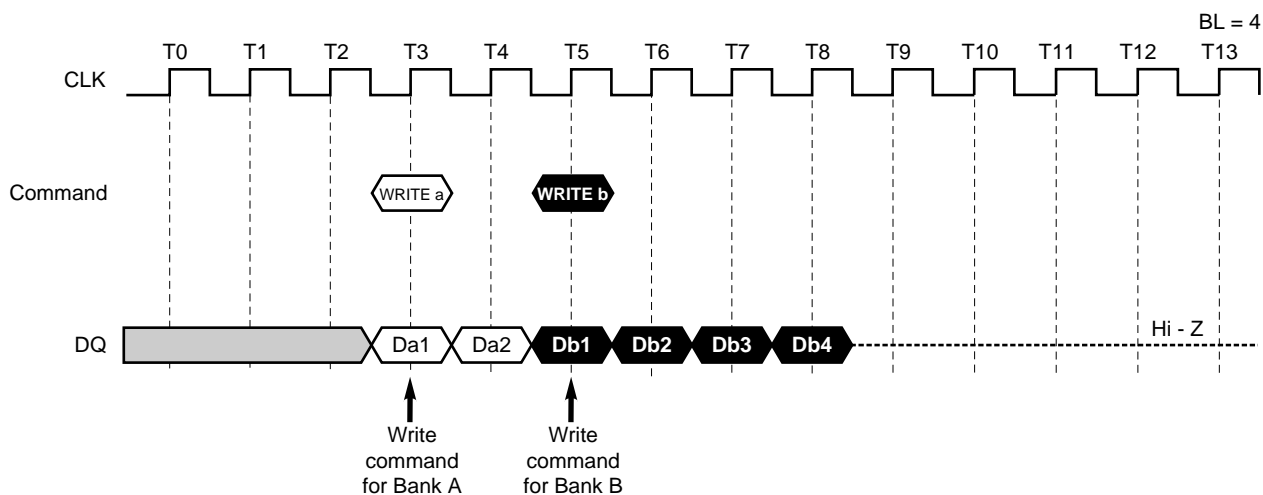 BL = 4
T0 T1 T2 T3 T4 T5 T6 T7 T8 T9 T10 T11 T12 T13
CLK
Command WRITE a WRITE b
Hi - Z
DQ Da1 Da2 Db1 Db2 Db3 Db4
Write
command
for Bank A
Write
command
for Bank B